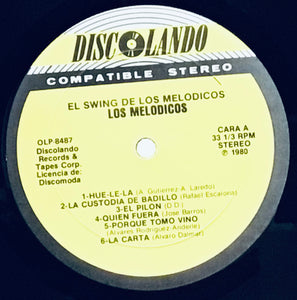 DISCOLANDO
COMPATIBLE STEREO
EL SWING DE LOS MELODICOS
LOS MELODICOS
OLP-8487
Discolando
Records &
Tapes Corp.
Licencia de:
Discomoda
CARA A
33 1/3 RPM
STEREO
℗ 1980
1-HUE-LE-LA (A. Gutierrez A. Laredo)
2-LA CUSTODIA DE BADILLO (Rafael Escalona)
3-EL PILON (D.D.)
4-QUIEN FUERA (Jose Barros)
5-PORQUE TOMO VINO
(Alvares Rodriguez-Anderle)
6-LA CARTA (Alvaro Dalmar)